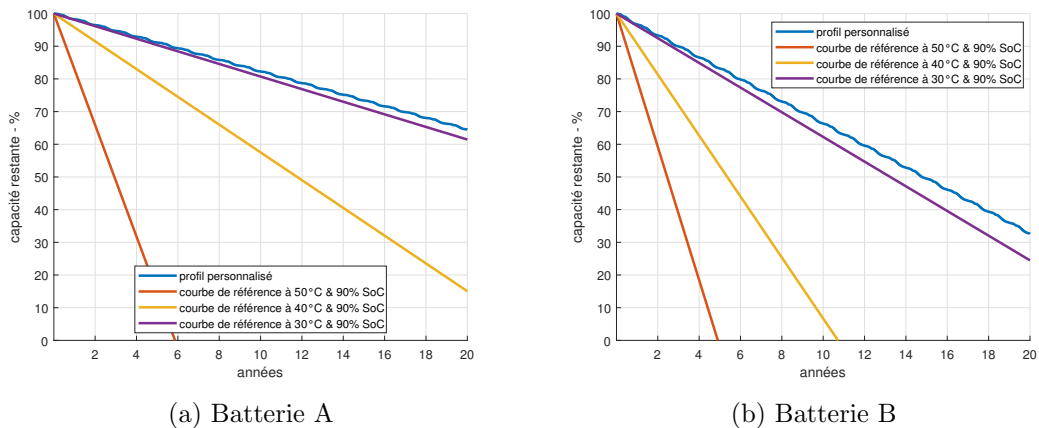 100
90
80
70
60
50
40
30
20
10
0
capacité restante - %
profil personnalisé
courbe de référence à 50°C & 90% SoC
courbe de référence à 40°C & 90% SoC
courbe de référence à 30°C & 90% SoC
2 4 6 8 10 12 14 16 18 20
années
(a) Batterie A
100
90
80
70
60
50
40
30
20
10
0
capacité restante - %
profil personnalisé
courbe de référence à 50°C & 90% SoC
courbe de référence à 40°C & 90% SoC
courbe de référence à 30°C & 90% SoC
2 4 6 8 10 12 14 16 18 20
années
(b) Batterie B